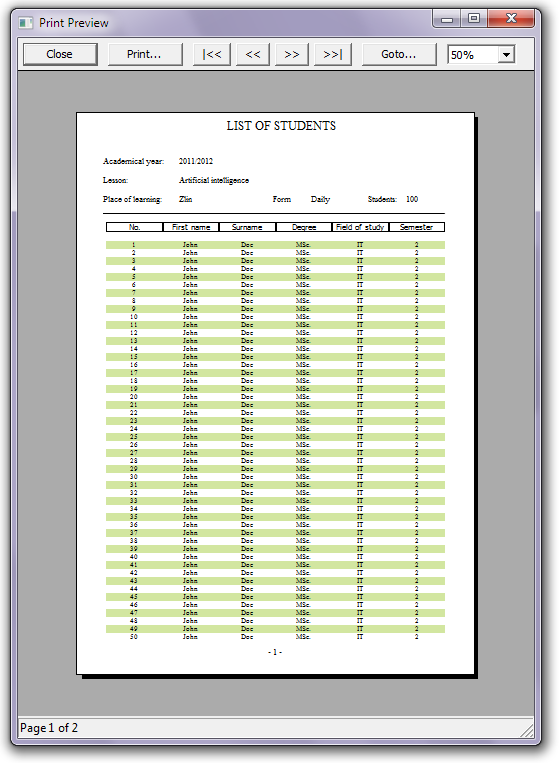 Print Preview
Close Print... |<< << >> >>| Goto... 50%
LIST OF STUDENTS
Academical year: 2011/2012
Lesson: Artificial intelligence
Place of learning: Zlin Form Daily Students: 100
No. First name Surname Degree Field of study Semester
1 John Doe MSc. IT 2
2 John Doe MSc. IT 2
3 John Doe MSc. IT 2
4 John Doe MSc. IT 2
5 John Doe MSc. IT 2
6 John Doe MSc. IT 2
7 John Doe MSc. IT 2
8 John Doe MSc. IT 2
9 John Doe MSc. IT 2
10 John Doe MSc. IT 2
11 John Doe MSc. IT 2
12 John Doe MSc. IT 2
13 John Doe MSc. IT 2
14 John Doe MSc. IT 2
15 John Doe MSc. IT 2
16 John Doe MSc. IT 2
17 John Doe MSc. IT 2
18 John Doe MSc. IT 2
19 John Doe MSc. IT 2
20 John Doe MSc. IT 2
21 John Doe MSc. IT 2
22 John Doe MSc. IT 2
23 John Doe MSc. IT 2
24 John Doe MSc. IT 2
25 John Doe MSc. IT 2
26 John Doe MSc. IT 2
27 John Doe MSc. IT 2
28 John Doe MSc. IT 2
29 John Doe MSc. IT 2
30 John Doe MSc. IT 2
31 John Doe MSc. IT 2
32 John Doe MSc. IT 2
33 John Doe MSc. IT 2
34 John Doe MSc. IT 2
35 John Doe MSc. IT 2
36 John Doe MSc. IT 2
37 John Doe MSc. IT 2
38 John Doe MSc. IT 2
39 John Doe MSc. IT 2
40 John Doe MSc. IT 2
41 John Doe MSc. IT 2
42 John Doe MSc. IT 2
43 John Doe MSc. IT 2
44 John Doe MSc. IT 2
45 John Doe MSc. IT 2
46 John Doe MSc. IT 2
47 John Doe MSc. IT 2
48 John Doe MSc. IT 2
49 John Doe MSc. IT 2
50 John Doe MSc. IT 2
- 1 -
Page 1 of 2